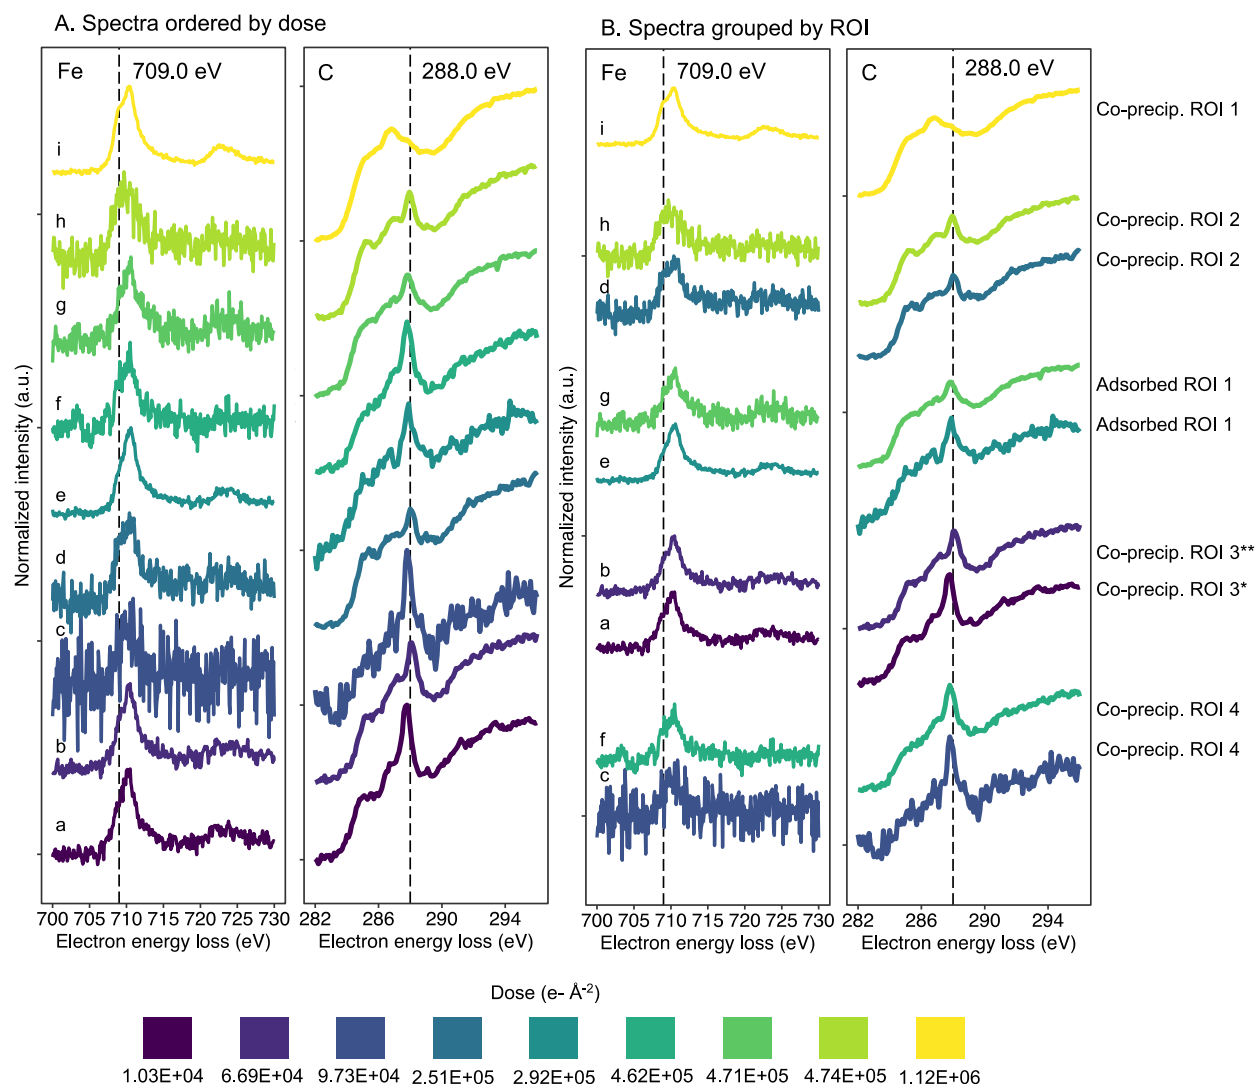 A. Spectra ordered by dose
B. Spectra grouped by ROI
Fe
709.0 eV
C
288.0 eV
Fe
709.0 eV
C
288.0 eV
i
h
g
f
e
d
c
b
a
i
h
d
g
e
b
a
f
c
Co-precip. ROI 1
Co-precip. ROI 2
Co-precip. ROI 2
Adsorbed ROI 1
Adsorbed ROI 1
Co-precip. ROI 3**
Co-precip. ROI 3*
Co-precip. ROI 4
Co-precip. ROI 4
Normalized intensity (a.u.)
Normalized intensity (a.u.)
700 705 710 715 720 725 730
282 286 290 294
700 705 710 715 720 725 730
282 286 290 294
Electron energy loss (eV)
Electron energy loss (eV)
Electron energy loss (eV)
Electron energy loss (eV)
Dose (e- Å⁻²)
1.03E+04 6.69E+04 9.73E+04 2.51E+05 2.92E+05 4.62E+05 4.71E+05 4.74E+05 1.12E+06